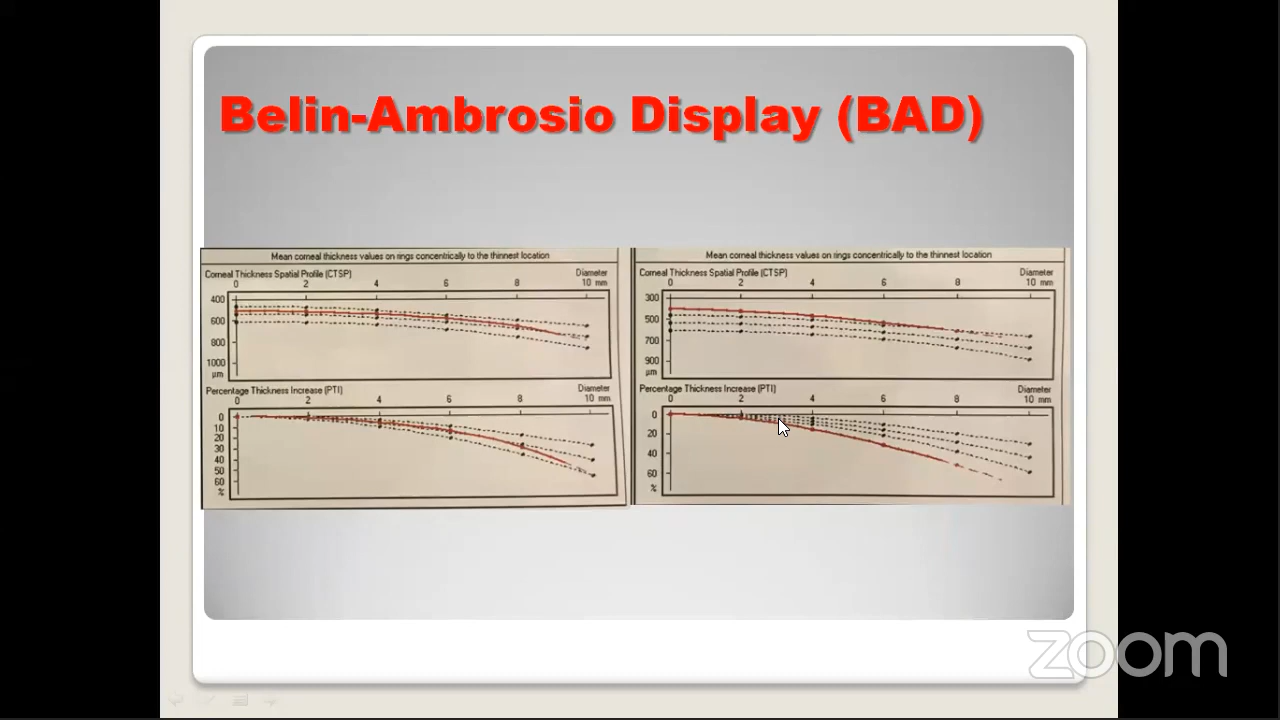 Belin-Ambrosio Display (BAD)
Mean corneal thickness values on rings concentrically to the thinnest location
Corneal Thickness Spatial Profile (CTSP)
Diameter
0 2 4 6 8 10 mm
400
600
800
1000
µm
Percentage Thickness Increase (PTI)
Diameter
0 2 4 6 8 10 mm
0
10
20
30
40
50
60
%
Mean corneal thickness values on rings concentrically to the thinnest location
Corneal Thickness Spatial Profile (CTSP)
Diameter
0 2 4 6 8 10 mm
300
500
700
900
µm
Percentage Thickness Increase (PTI)
Diameter
0 2 4 6 8 10 mm
0
20
40
60
%
zoom